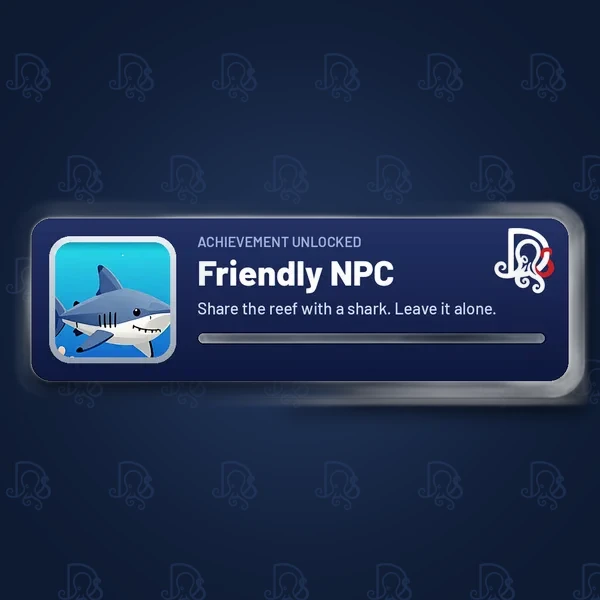 ACHIEVEMENT UNLOCKED
Friendly NPC
Share the reef with a shark. Leave it alone.